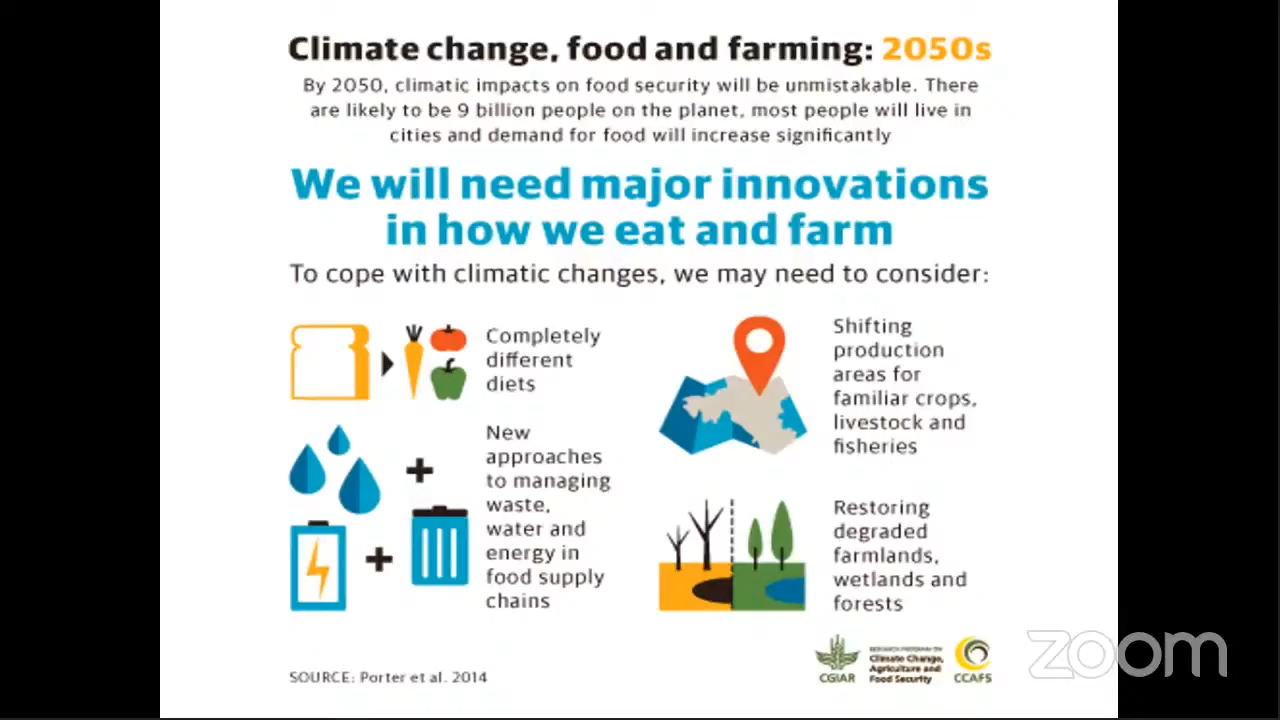 Climate change, food and farming: 2050s
By 2050, climatic impacts on food security will be unmistakable. There
are likely to be 9 billion people on the planet, most people will live in
cities and demand for food will increase significantly
We will need major innovations
in how we eat and farm
To cope with climatic changes, we may need to consider:
Completely
different
diets
New
approaches
to managing
waste,
water and
energy in
food supply
chains
Shifting
production
areas for
familiar crops,
livestock and
fisheries
Restoring
degraded
farmlands,
wetlands and
forests
SOURCE: Porter et al. 2014
CGIAR
RESEARCH PROGRAM ON
Climate Change,
Agriculture and
Food Security
CCAFS
zoom